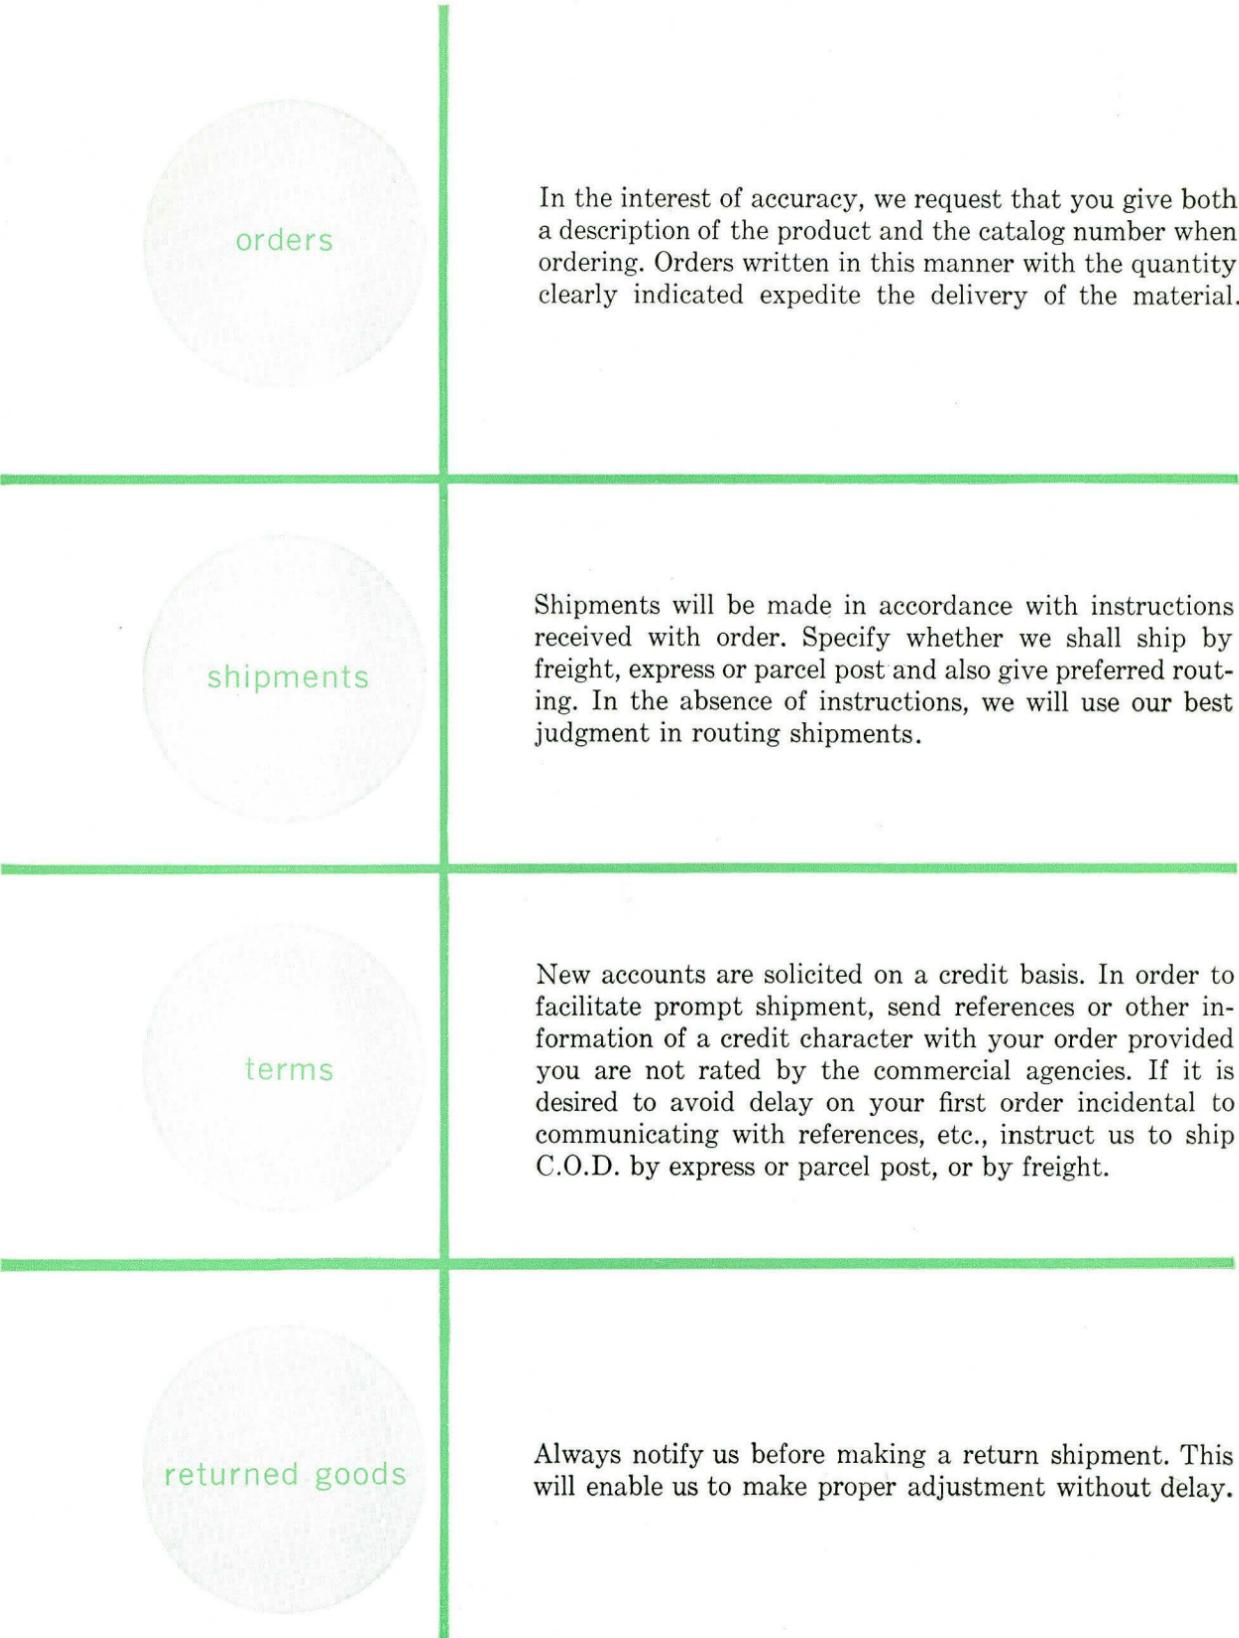 orders
In the interest of accuracy, we request that you give both
a description of the product and the catalog number when
ordering. Orders written in this manner with the quantity
clearly indicated expedite the delivery of the material.
shipments
Shipments will be made in accordance with instructions
received with order. Specify whether we shall ship by
freight, express or parcel post and also give preferred rout-
ing. In the absence of instructions, we will use our best
judgment in routing shipments.
terms
New accounts are solicited on a credit basis. In order to
facilitate prompt shipment, send references or other in-
formation of a credit character with your order provided
you are not rated by the commercial agencies. If it is
desired to avoid delay on your first order incidental to
communicating with references, etc., instruct us to ship
C.O.D. by express or parcel post, or by freight.
returned goods
Always notify us before making a return shipment. This
will enable us to make proper adjustment without delay.